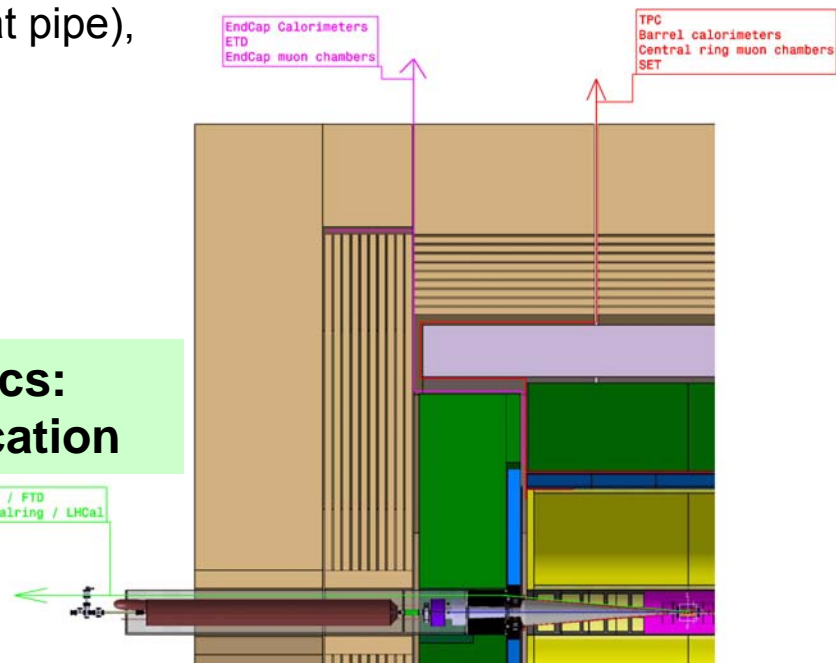 at pipe),
EndCap Calorimeters
ETD
EndCap muon chambers
TPC
Barrel calorimeters
Central ring muon chambers
SET
cs:
cation
/ FTD
alring / LHCal